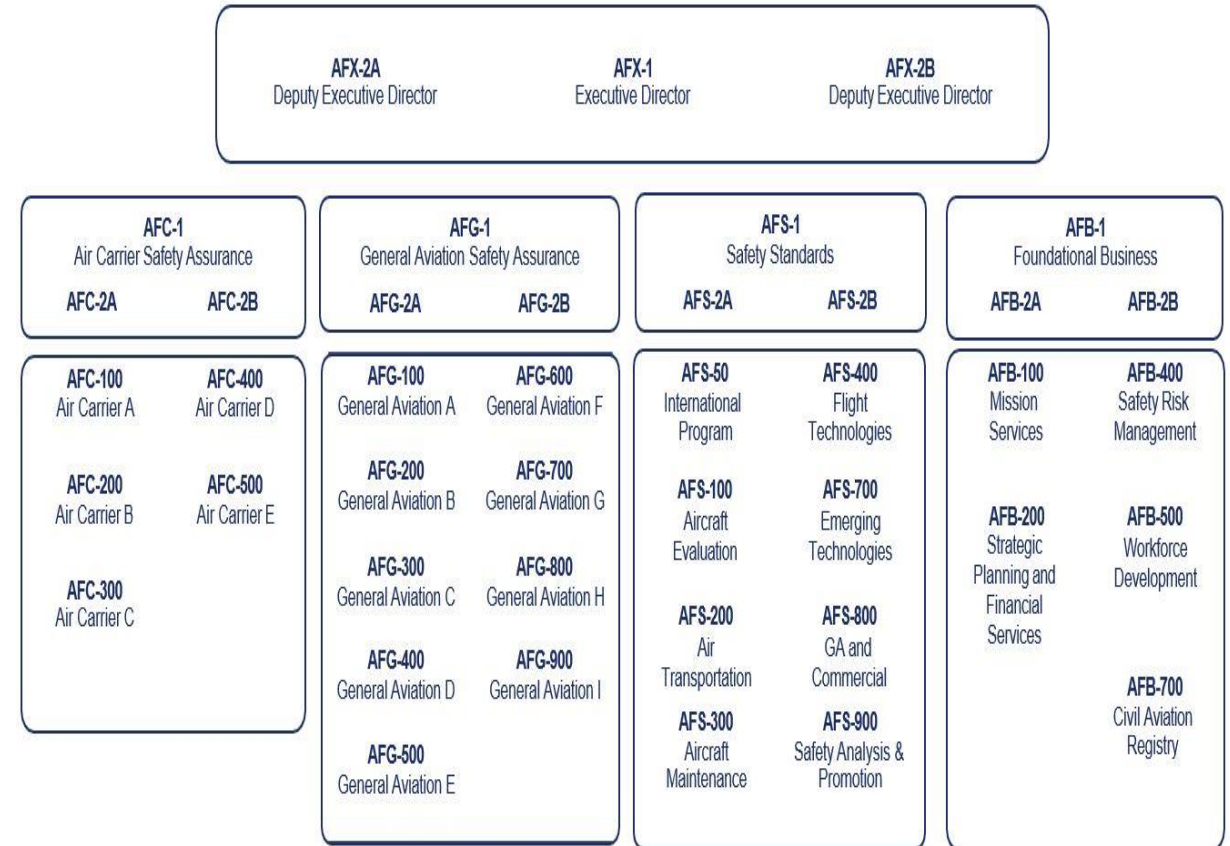 AFX-2A
Deputy Executive Director
AFX-1
Executive Director
AFX-2B
Deputy Executive Director
AFC-1
Air Carrier Safety Assurance
AFC-2A
AFC-2B
AFC-100
Air Carrier A
AFC-400
Air Carrier D
AFC-200
Air Carrier B
AFC-500
Air Carrier E
AFC-300
Air Carrier C
AFG-1
General Aviation Safety Assurance
AFG-2A
AFG-2B
AFG-100
General Aviation A
AFG-600
General Aviation F
AFG-200
General Aviation B
AFG-700
General Aviation G
AFG-300
General Aviation C
AFG-800
General Aviation H
AFG-400
General Aviation D
AFG-900
General Aviation I
AFG-500
General Aviation E
AFS-1
Safety Standards
AFS-2A
AFS-2B
AFS-50
International
Program
AFS-400
Flight
Technologies
AFS-100
Aircraft
Evaluation
AFS-700
Emerging
Technologies
AFS-200
Air
Transportation
AFS-800
GA and
Commercial
AFS-300
Aircraft
Maintenance
AFS-900
Safety Analysis &
Promotion
AFB-1
Foundational Business
AFB-2A
AFB-2B
AFB-100
Mission
Services
AFB-400
Safety Risk
Management
AFB-200
Strategic
Planning and
Financial
Services
AFB-500
Workforce
Development
AFB-700
Civil Aviation
Registry